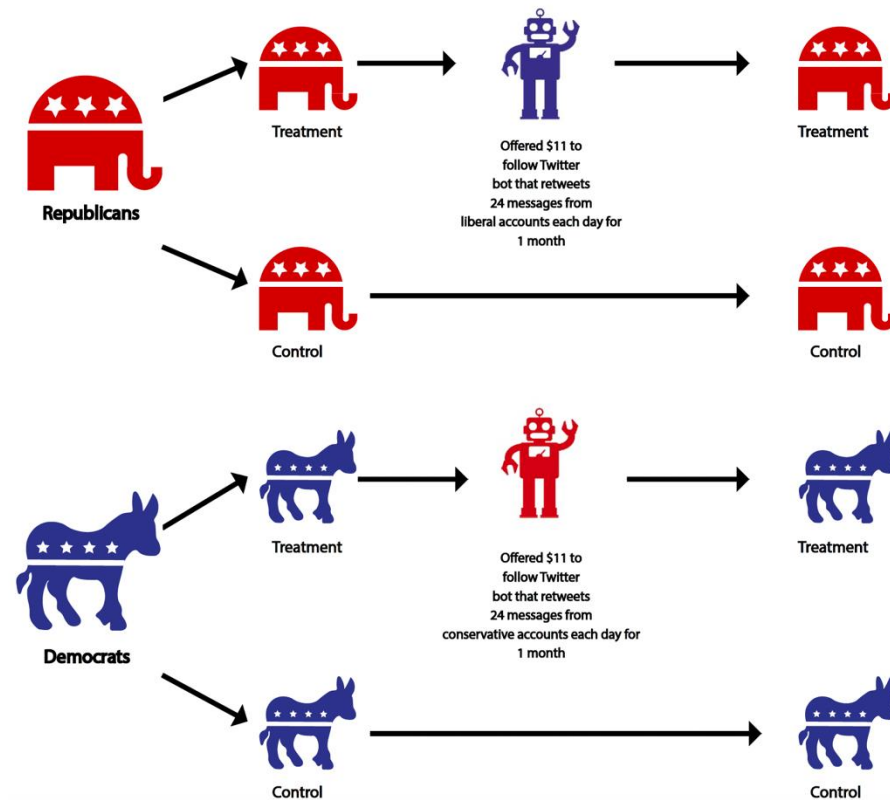 Treatment
Treatment
Offered $11 to
follow Twitter
bot that retweets
24 messages from
liberal accounts each day for
1 month
Republicans
Control
Control
Treatment
Treatment
Offered $11 to
follow Twitter
bot that retweets
24 messages from
conservative accounts each day for
1 month
Democrats
Control
Control